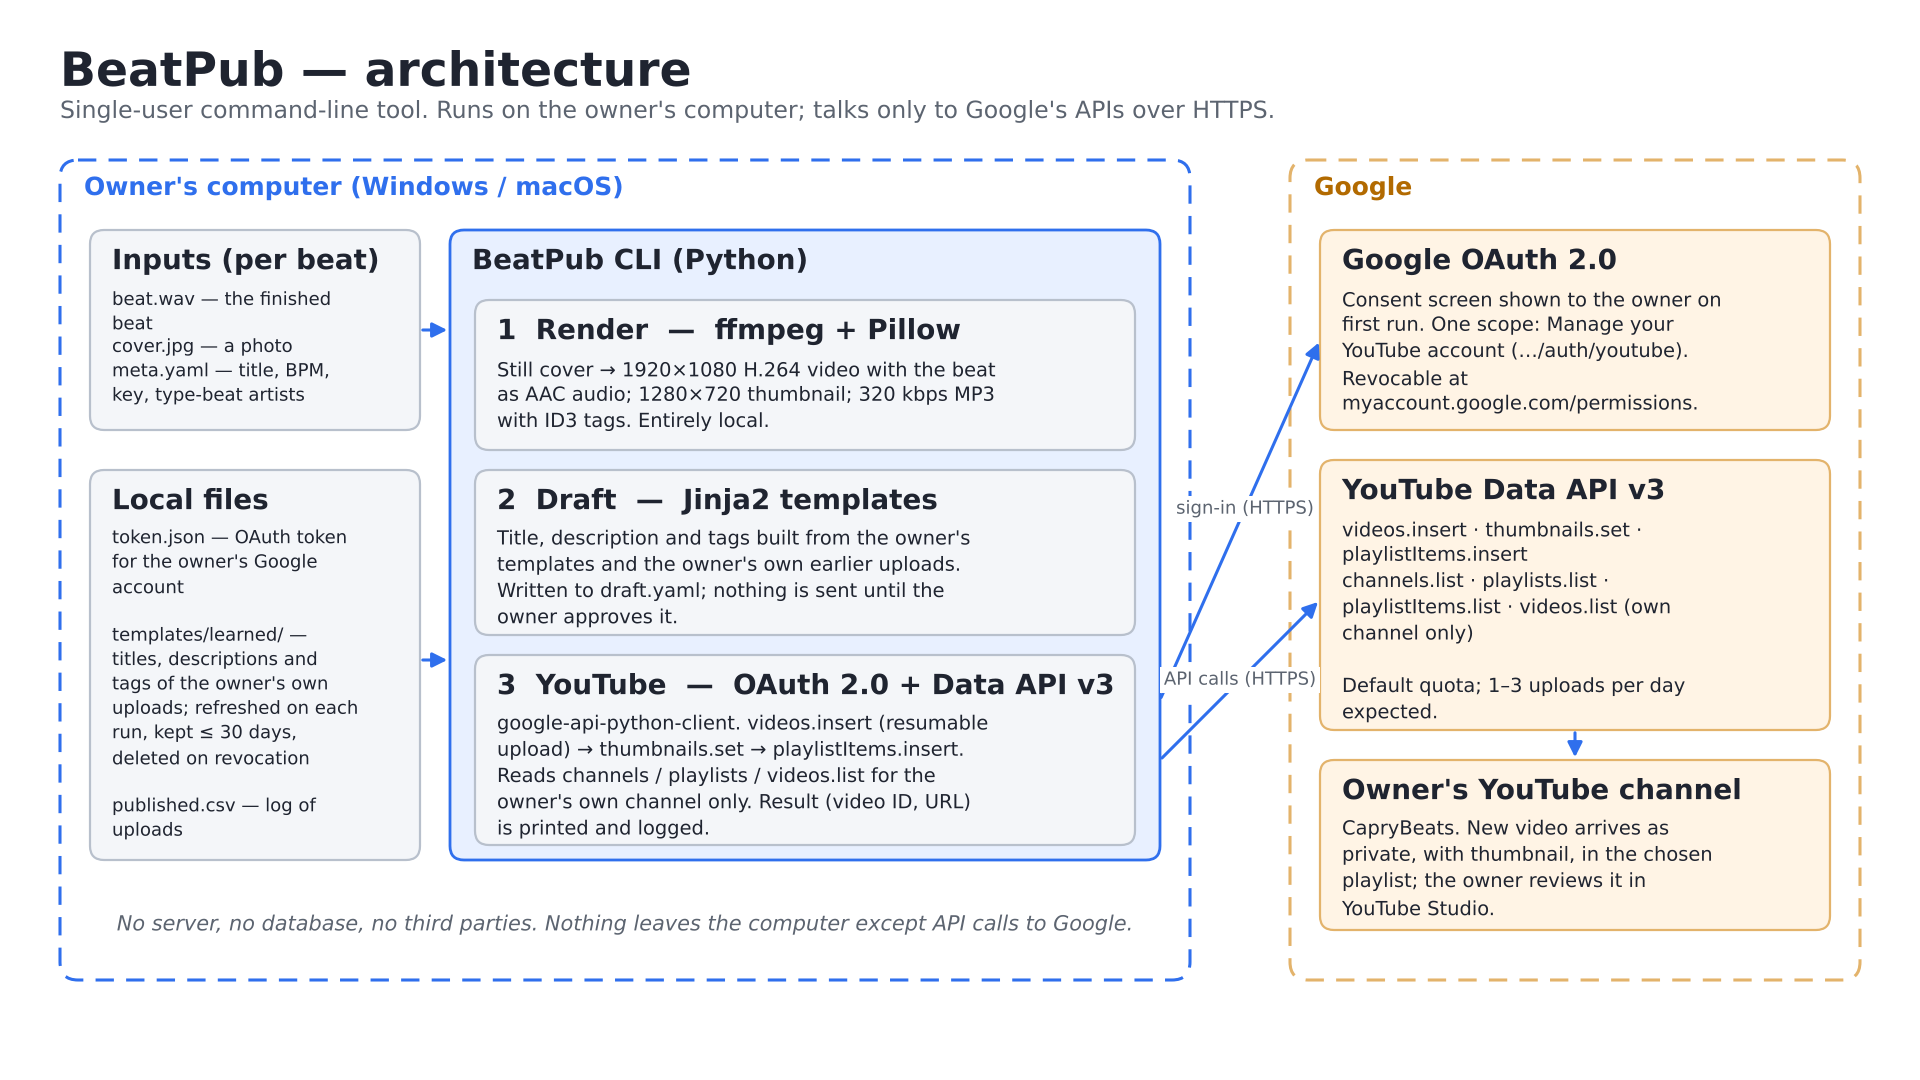 BeatPub — architecture
Single-user command-line tool. Runs on the owner's computer; talks only to Google's APIs over HTTPS.
Owner's computer (Windows / macOS)
Inputs (per beat)
beat.wav — the finished
beat
cover.jpg — a photo
meta.yaml — title, BPM,
key, type-beat artists
Local files
token.json — OAuth token
for the owner's Google
account
templates/learned/ —
titles, descriptions and
tags of the owner's own
uploads; refreshed on each
run, kept ≤ 30 days,
deleted on revocation
published.csv — log of
uploads
BeatPub CLI (Python)
1 Render — ffmpeg + Pillow
Still cover → 1920×1080 H.264 video with the beat
as AAC audio; 1280×720 thumbnail; 320 kbps MP3
with ID3 tags. Entirely local.
2 Draft — Jinja2 templates
Title, description and tags built from the owner's
templates and the owner's own earlier uploads.
Written to draft.yaml; nothing is sent until the
owner approves it.
3 YouTube — OAuth 2.0 + Data API v3
google-api-python-client. videos.insert (resumable
upload) → thumbnails.set → playlistItems.insert.
Reads channels / playlists / videos.list for the
owner's own channel only. Result (video ID, URL)
is printed and logged.
No server, no database, no third parties. Nothing leaves the computer except API calls to Google.
sign-in (HTTPS)
API calls (HTTPS)
Google
Google OAuth 2.0
Consent screen shown to the owner on
first run. One scope: Manage your
YouTube account (…/auth/youtube).
Revocable at
myaccount.google.com/permissions.
YouTube Data API v3
videos.insert · thumbnails.set ·
playlistItems.insert
channels.list · playlists.list ·
playlistItems.list · videos.list (own
channel only)
Default quota; 1–3 uploads per day
expected.
Owner's YouTube channel
CapryBeats. New video arrives as
private, with thumbnail, in the chosen
playlist; the owner reviews it in
YouTube Studio.